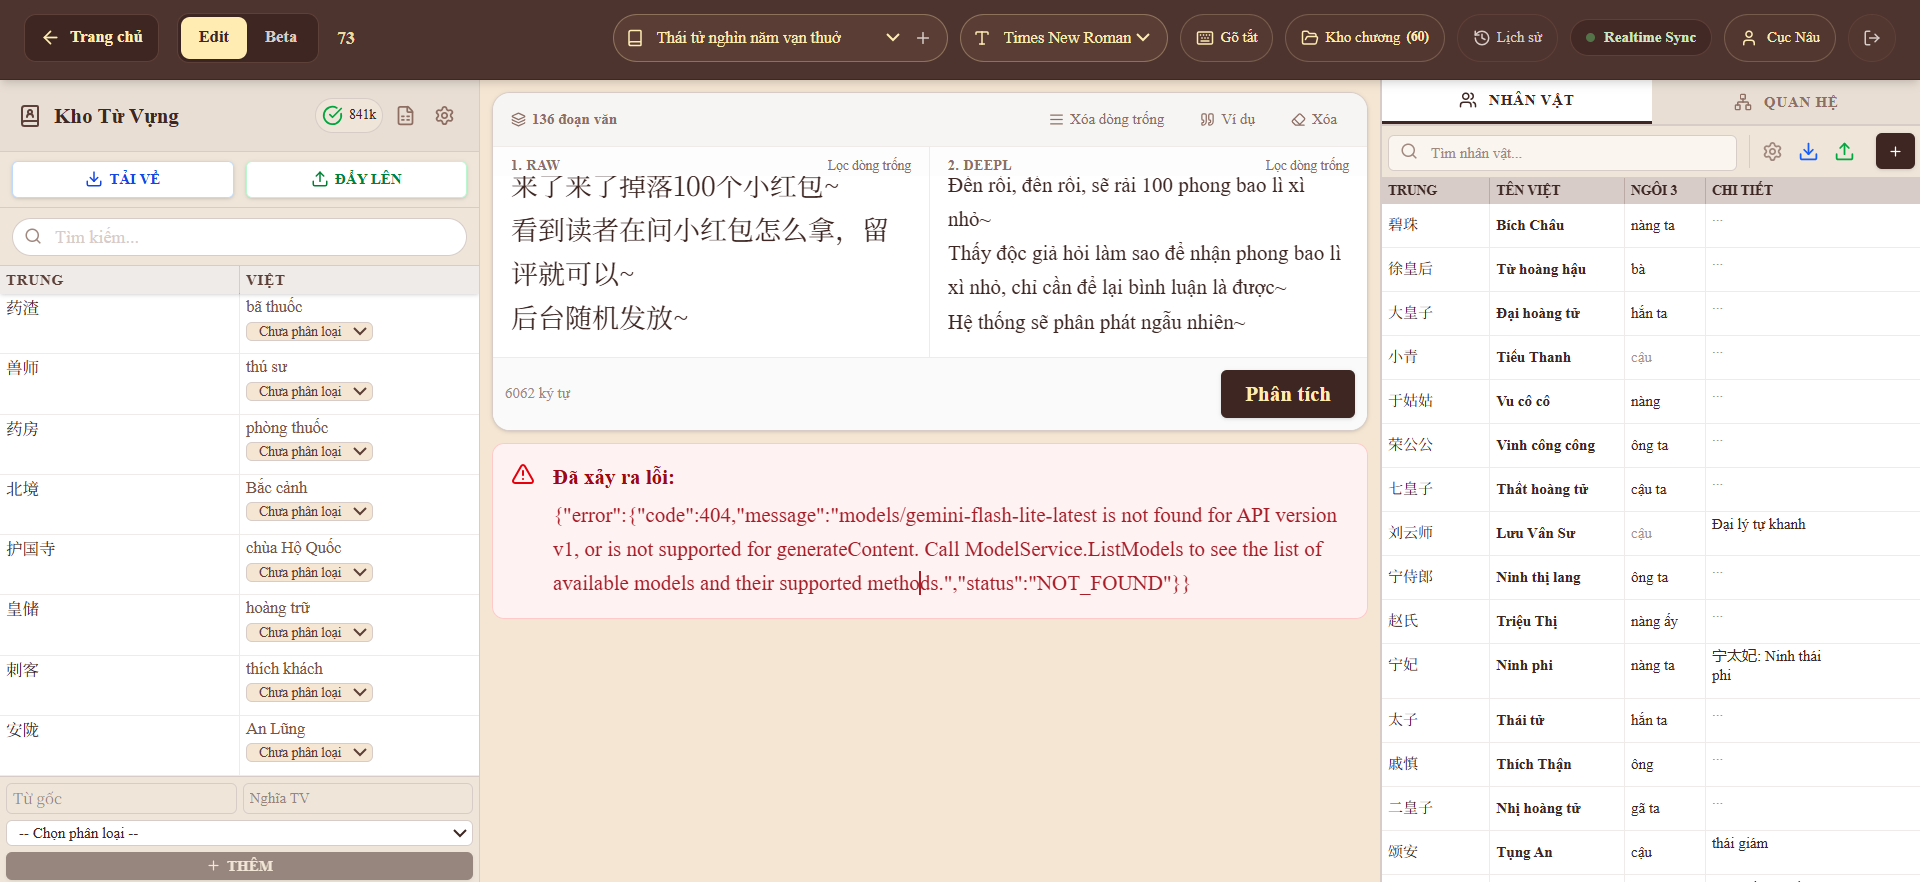 Trang chủ
Edit
Beta
73
Thái tử nghìn năm vạn thuở
Times New Roman
Gõ tắt
Kho chương (60)
Lịch sử
Realtime Sync
Cục Nâu
Kho Từ Vựng
841k
TẢI VỀ
ĐẨY LÊN
Tìm kiếm...
TRUNG
VIỆT
药渣
bã thuốc
Chưa phân loại
兽师
thú sư
Chưa phân loại
药房
phòng thuốc
Chưa phân loại
北境
Bắc cảnh
Chưa phân loại
护国寺
chùa Hộ Quốc
Chưa phân loại
皇储
hoàng trữ
Chưa phân loại
刺客
thích khách
Chưa phân loại
安陇
An Lũng
Chưa phân loại
Từ gốc
Nghĩa TV
-- Chọn phân loại --
+ THÊM
136 đoạn văn
Xóa dòng trống
Ví dụ
Xóa
1. RAW
Lọc dòng trống
来了来了掉落100个小红包~
看到读者在问小红包怎么拿，留
评就可以~
后台随机发放~
2. DEEPL
Lọc dòng trống
Đến rồi, đến rồi, sẽ rải 100 phong bao lì xì
nhỏ~
Thấy độc giả hỏi làm sao để nhận phong bao lì
xì nhỏ, chỉ cần để lại bình luận là được~
Hệ thống sẽ phân phát ngẫu nhiên~
6062 ký tự
Phân tích
Đã xảy ra lỗi:
{"error":{"code":404,"message":"models/gemini-flash-lite-latest is not found for API version
v1, or is not supported for generateContent. Call ModelService.ListModels to see the list of
available models and their supported methods.","status":"NOT_FOUND"}}
NHÂN VẬT
QUAN HỆ
Tìm nhân vật...
+
TRUNG
TÊN VIỆT
NGÔI 3
CHI TIẾT
碧珠
Bích Châu
nàng ta
...
徐皇后
Từ hoàng hậu
bà
...
大皇子
Đại hoàng tử
hắn ta
...
小青
Tiểu Thanh
cậu
...
于姑姑
Vu cô cô
nàng
...
荣公公
Vinh công công
ông ta
...
七皇子
Thất hoàng tử
cậu ta
...
刘云师
Lưu Vân Sư
cậu
Đại lý tự khanh
宁侍郎
Ninh thị lang
ông ta
...
赵氏
Triệu Thị
nàng ấy
...
宁妃
Ninh phi
nàng ta
宁太妃: Ninh thái
phi
太子
Thái tử
hắn ta
...
戚慎
Thích Thận
ông
...
二皇子
Nhị hoàng tử
gã ta
...
颂安
Tụng An
cậu
thái giám